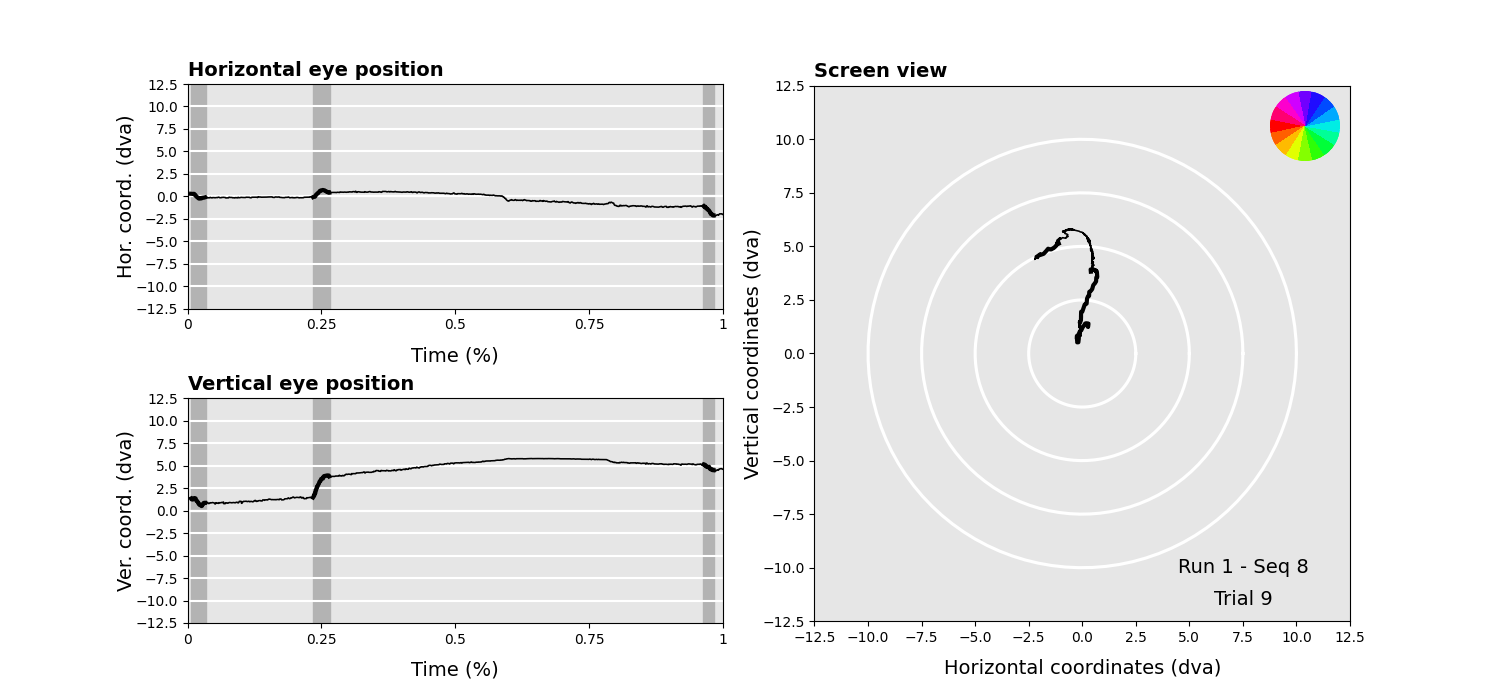 Horizontal eye position
Hor. coord. (dva)
12.5
10.0
7.5
5.0
2.5
0.0
−2.5
−5.0
−7.5
−10.0
−12.5
0 0.25 0.5 0.75 1
Time (%)
Vertical eye position
Ver. coord. (dva)
12.5
10.0
7.5
5.0
2.5
0.0
−2.5
−5.0
−7.5
−10.0
−12.5
0 0.25 0.5 0.75 1
Time (%)
Screen view
Vertical coordinates (dva)
12.5
10.0
7.5
5.0
2.5
0.0
−2.5
−5.0
−7.5
−10.0
−12.5
Run 1 - Seq 8
Trial 9
−12.5 −10.0 −7.5 −5.0 −2.5 0.0 2.5 5.0 7.5 10.0 12.5
Horizontal coordinates (dva)